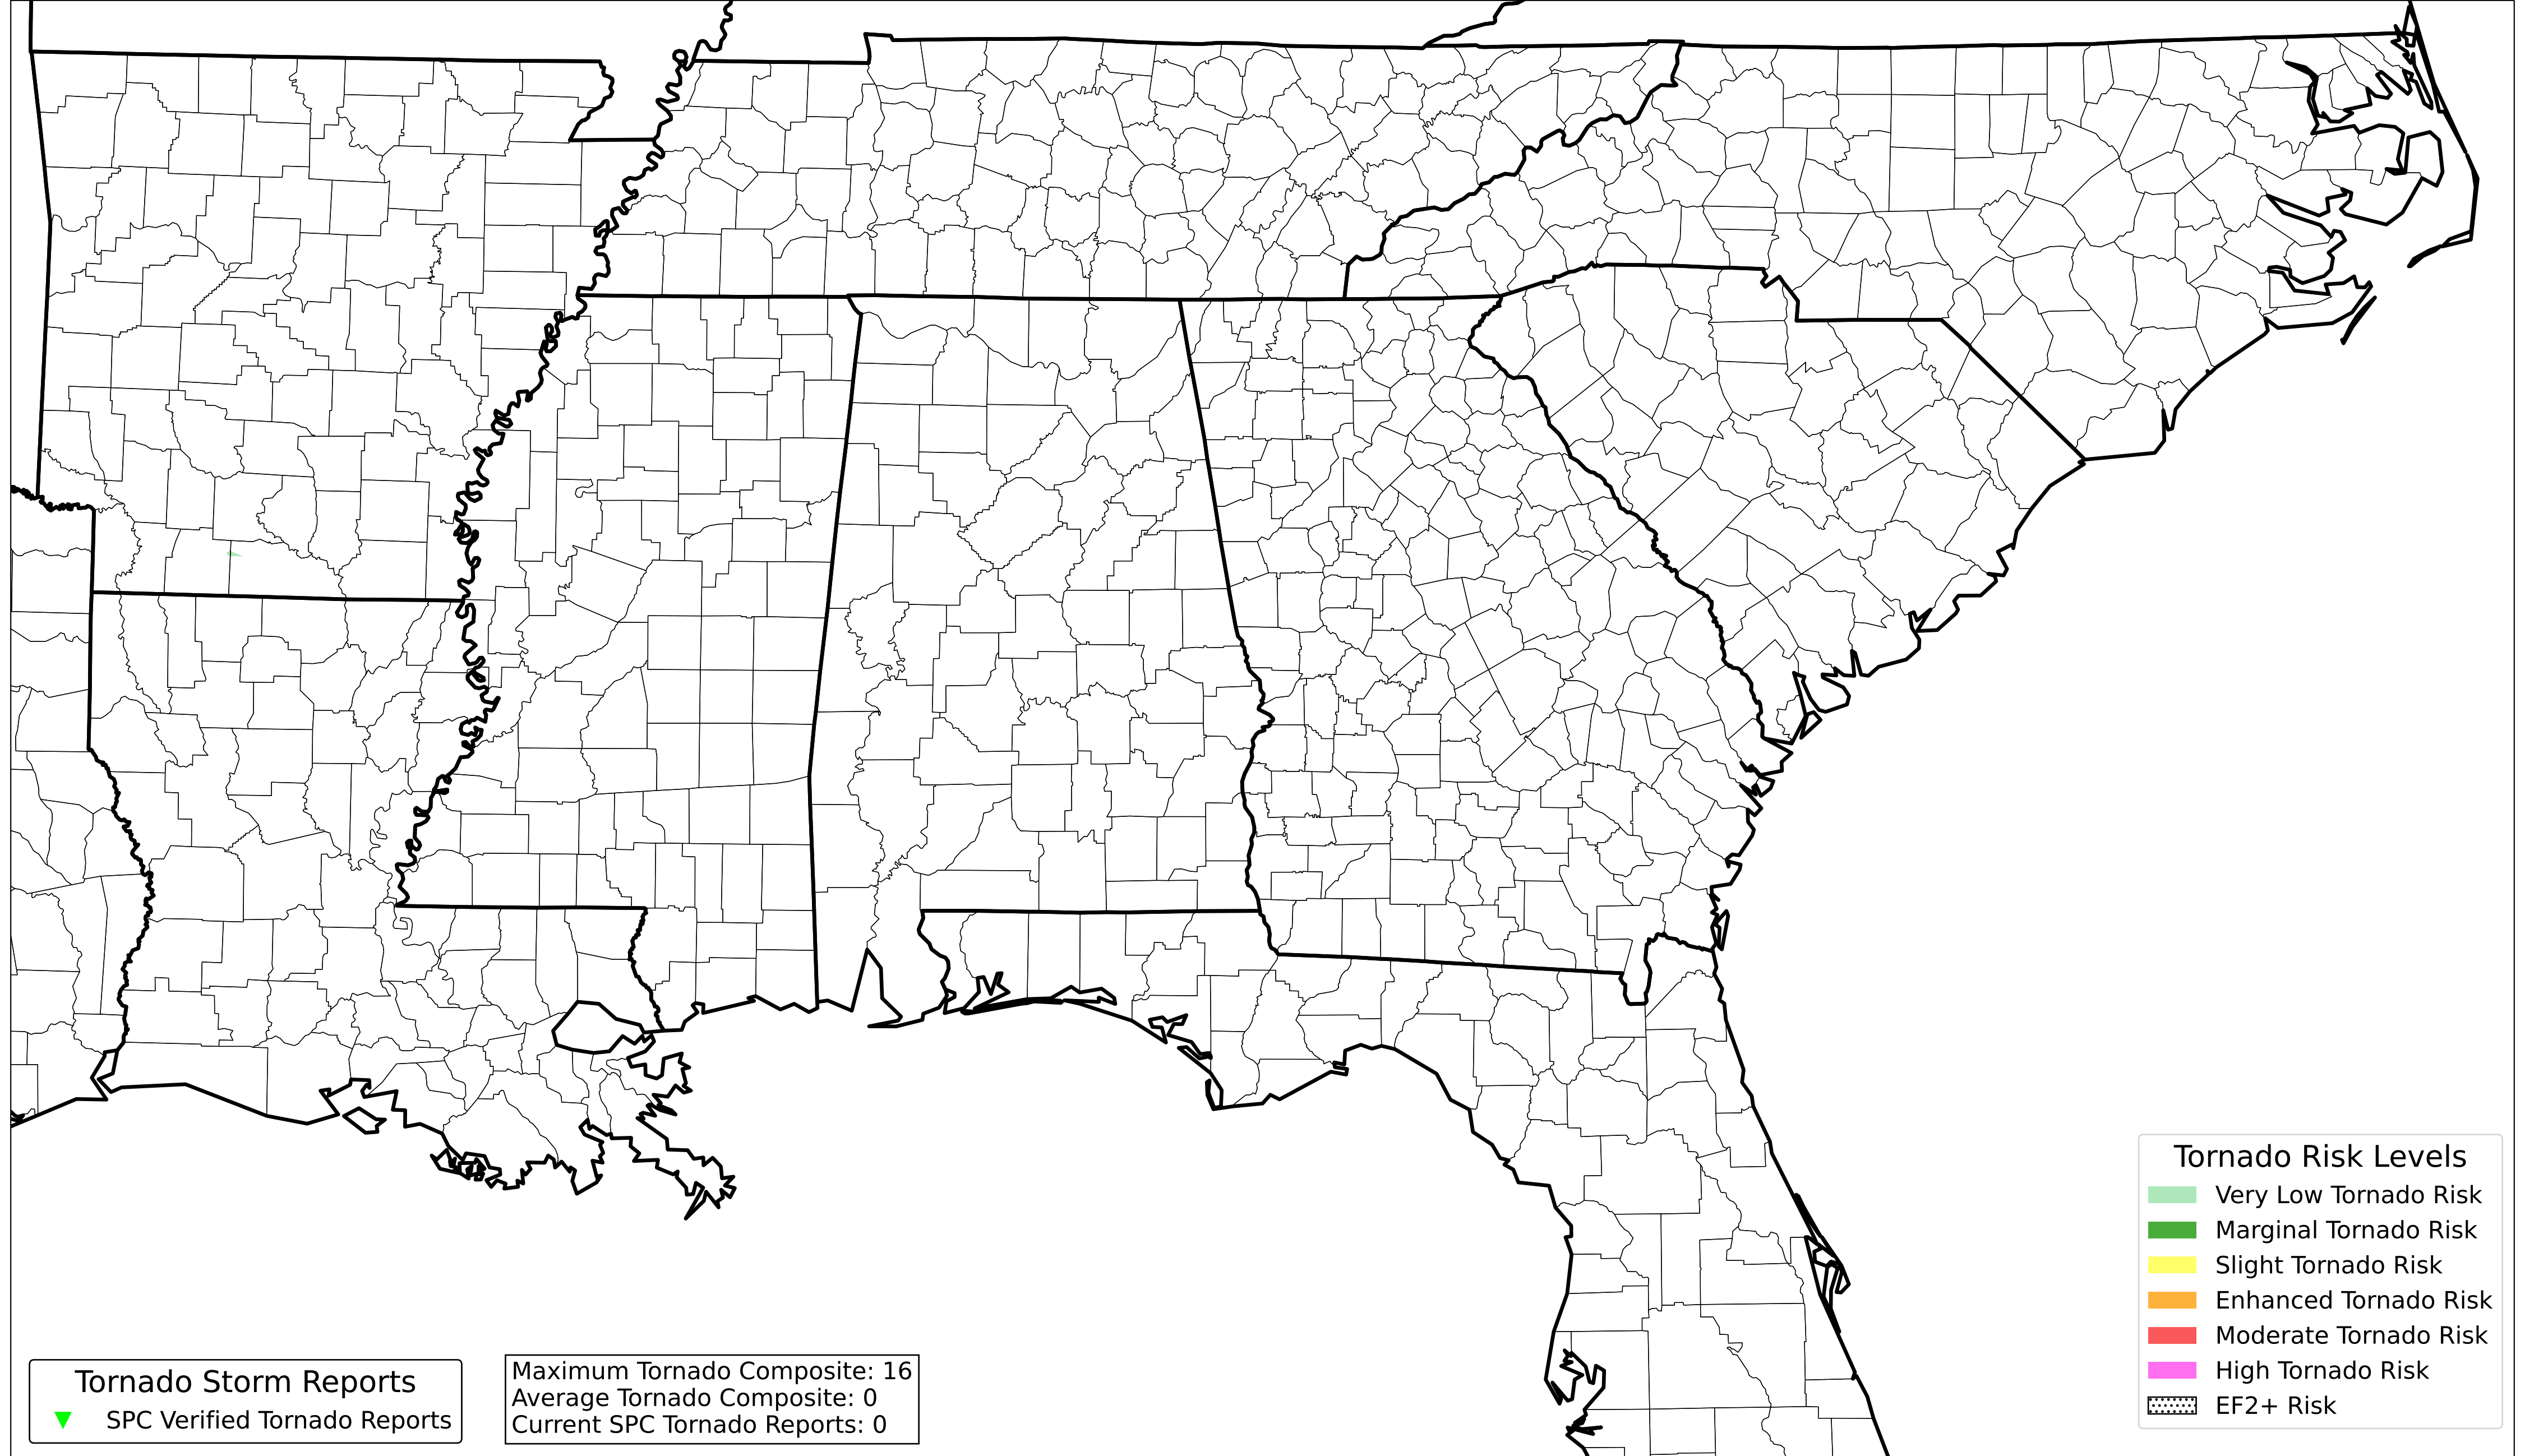 Tornado Risk Levels
Very Low Tornado Risk
Marginal Tornado Risk
Slight Tornado Risk
Enhanced Tornado Risk
Moderate Tornado Risk
High Tornado Risk
EF2+ Risk
Tornado Storm Reports
SPC Verified Tornado Reports
Maximum Tornado Composite: 16
Average Tornado Composite: 0
Current SPC Tornado Reports: 0